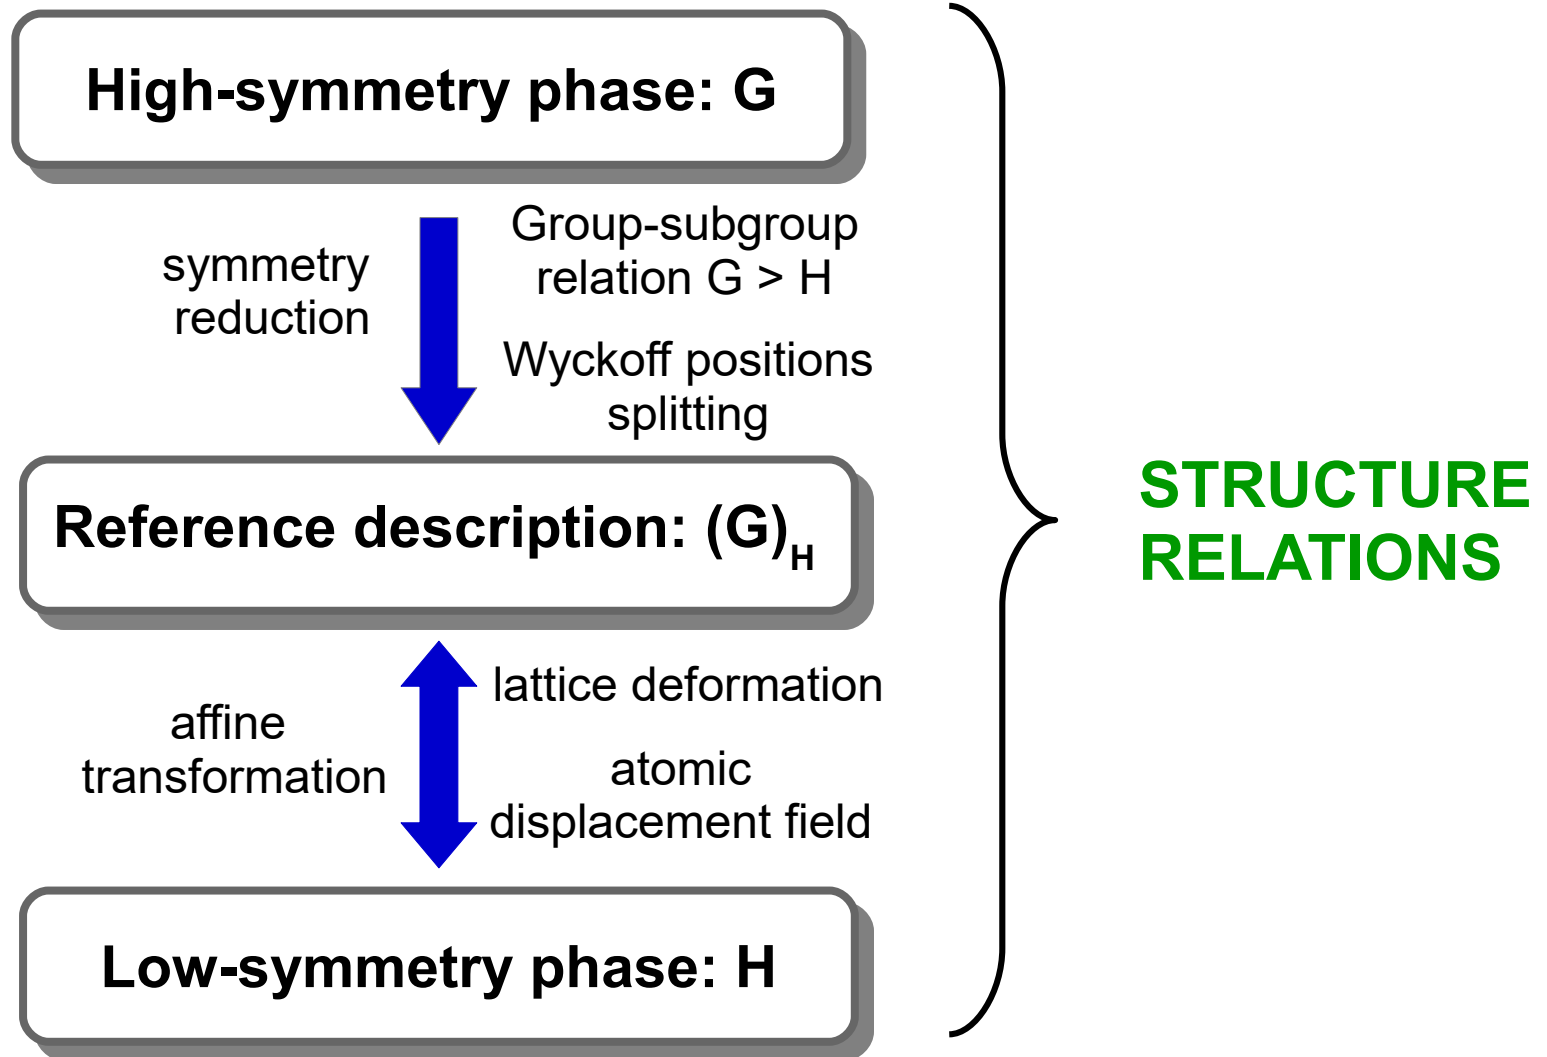 High-symmetry phase: G
symmetry
reduction
Group-subgroup
relation G > H
Wyckoff positions
splitting
Reference description: (G)H
affine
transformation
lattice deformation
atomic
displacement field
Low-symmetry phase: H
STRUCTURE
RELATIONS